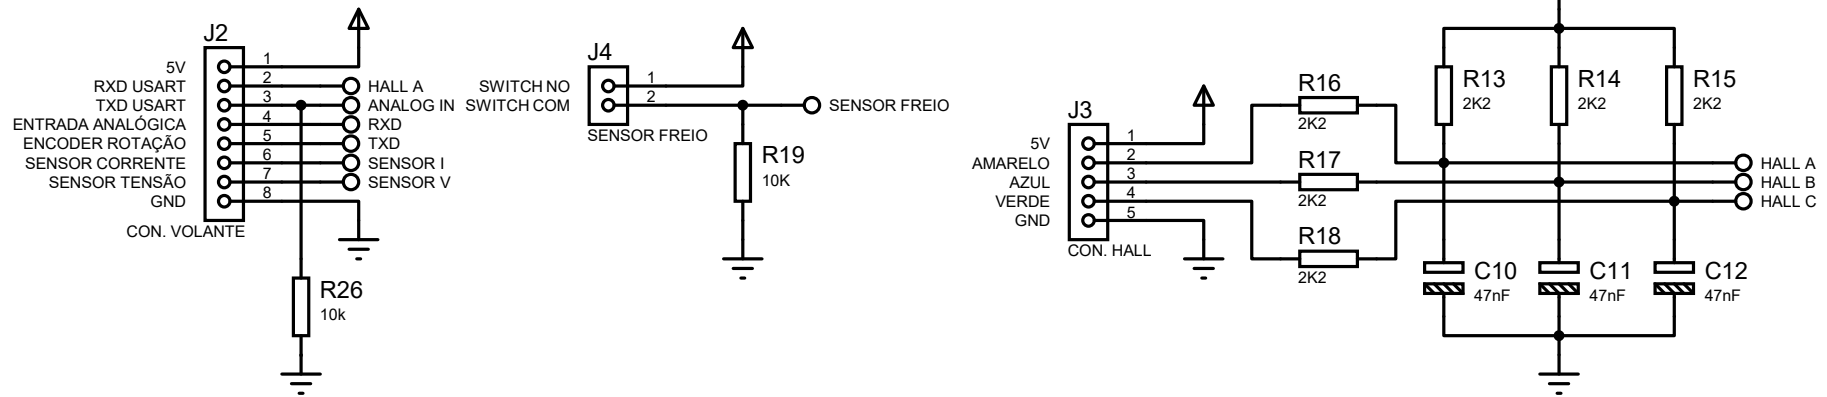 J2
5V
1
RXD USART
2
HALL A
TXD USART
3
ANALOG IN
ENTRADA ANALÓGICA
4
RXD
ENCODER ROTAÇÃO
5
TXD
SENSOR CORRENTE
6
SENSOR I
SENSOR TENSÃO
7
SENSOR V
GND
8
CON. VOLANTE
R26
10k
J4
SWITCH NO
1
SWITCH COM
2
SENSOR FREIO
SENSOR FREIO
R19
10K
J3
5V
1
AMARELO
2
AZUL
3
VERDE
4
GND
5
CON. HALL
R16
2K2
R17
2K2
R18
2K2
R13
2K2
R14
2K2
R15
2K2
HALL A
HALL B
HALL C
C10
47nF
C11
47nF
C12
47nF